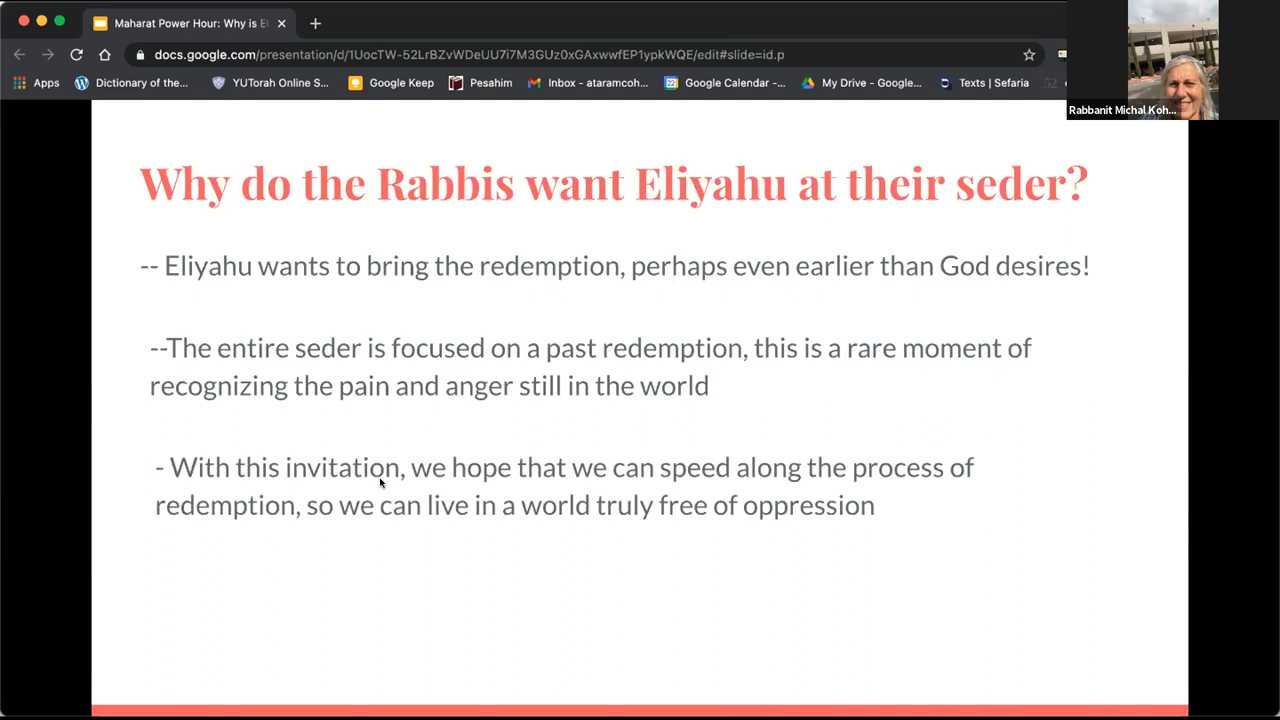 Maharat Power Hour: Why is El
docs.google.com/presentation/d/1UocTW-52LrBZvWDeUU7i7M3GUz0xGAxwwfEP1ypkWQE/edit#slide=id.p
Apps Dictionary of the... YUTorah Online S... Google Keep Pesahim Inbox - ataramcoh... Google Calendar -... My Drive - Google... Texts | Sefaria
Rabbanit Michal Koh...
Why do the Rabbis want Eliyahu at their seder?
-- Eliyahu wants to bring the redemption, perhaps even earlier than God desires!
--The entire seder is focused on a past redemption, this is a rare moment of
recognizing the pain and anger still in the world
- With this invitation, we hope that we can speed along the process of
redemption, so we can live in a world truly free of oppression